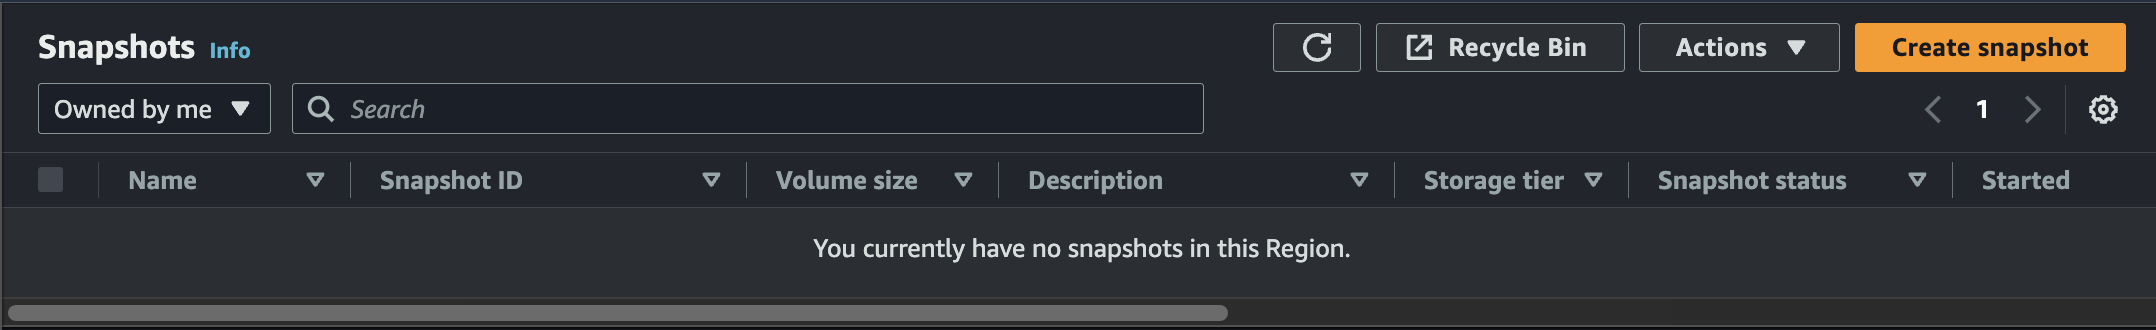 Snapshots Info
Recycle Bin
Actions
Create snapshot
Owned by me
Search
1
Name
Snapshot ID
Volume size
Description
Storage tier
Snapshot status
Started
You currently have no snapshots in this Region.